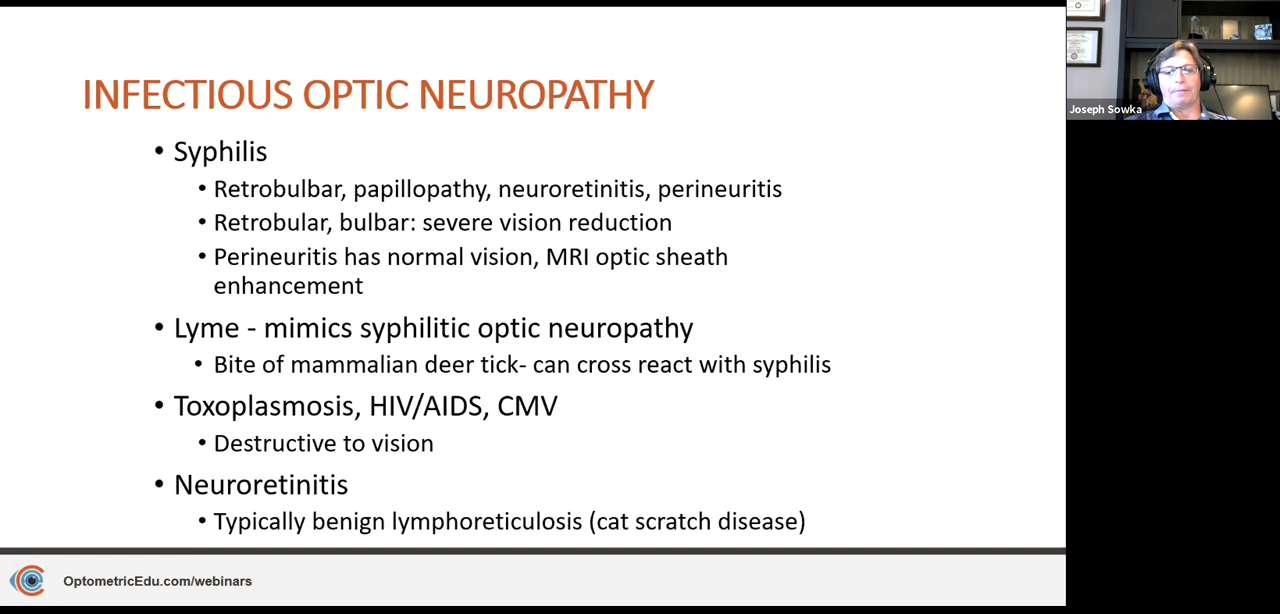 INFECTIOUS OPTIC NEUROPATHY
• Syphilis
• Retrobulbar, papillopathy, neuroretinitis, perineuritis
• Retrobular, bulbar: severe vision reduction
• Perineuritis has normal vision, MRI optic sheath
enhancement
• Lyme - mimics syphilitic optic neuropathy
• Bite of mammalian deer tick- can cross react with syphilis
• Toxoplasmosis, HIV/AIDS, CMV
• Destructive to vision
• Neuroretinitis
• Typically benign lymphoreticulosis (cat scratch disease)
OptometricEdu.com/webinars
Joseph Sowka